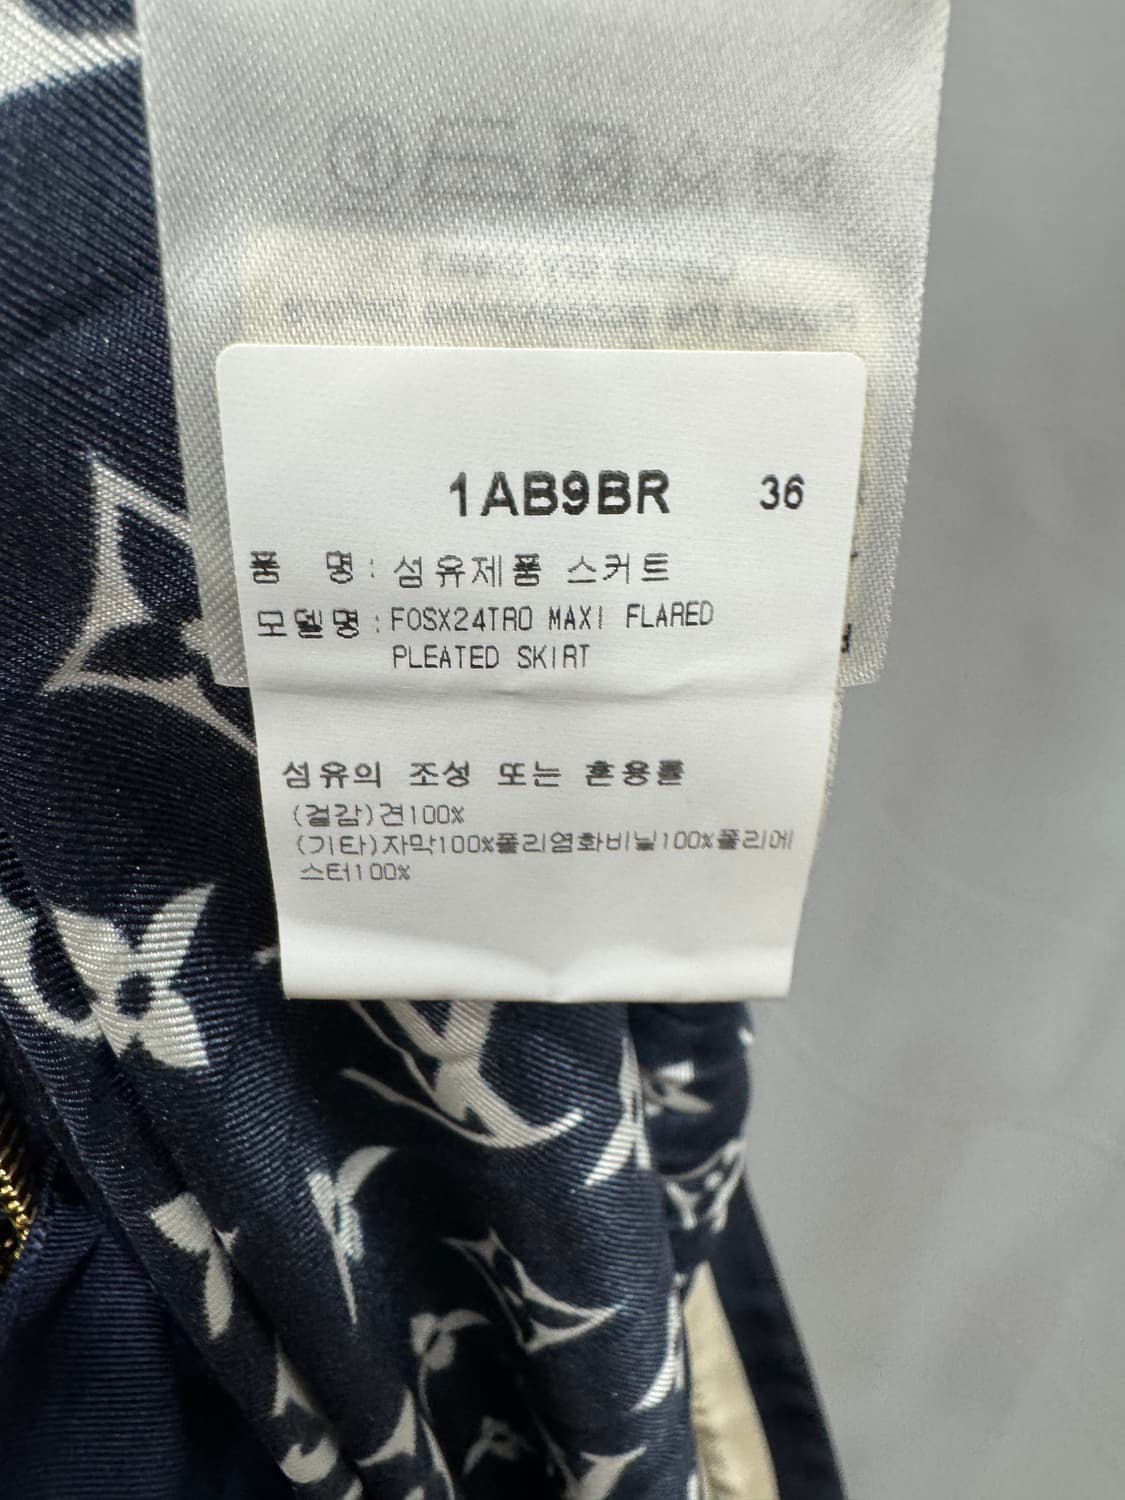 1AB9BR 36
품 명 : 섬유제품 스커트
모델명 : FOSX24TRO MAXI FLARED
PLEATED SKIRT
섬유의 조성 또는 혼용률
(겉감)견100%
(기타)자막100%폴리염화비닐100%폴리에
스터100%